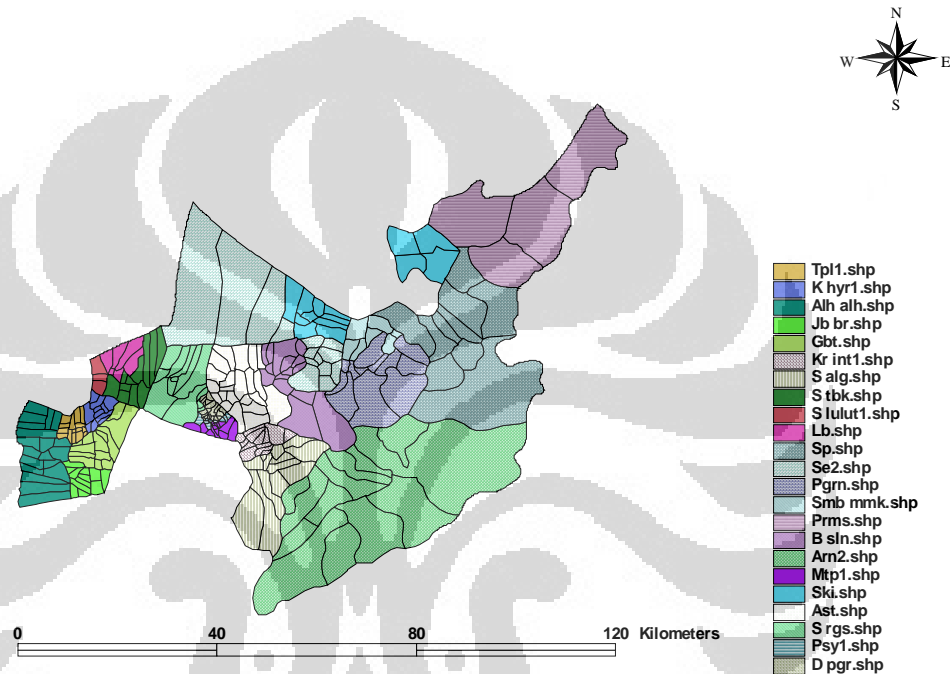 N
W E
S
Tpl1.shp
K hyr1.shp
Alh alh.shp
Jb br.shp
Gbt.shp
Kr int1.shp
S alg.shp
S tbk.shp
S lulut1.shp
Lb.shp
Sp.shp
Se2.shp
Pgrn.shp
Smb mmk.shp
Prms.shp
B sln.shp
Arn2.shp
Mtp1.shp
Ski.shp
Ast.shp
S rgs.shp
Psy1.shp
D pgr.shp
0 40 80 120 Kilometers